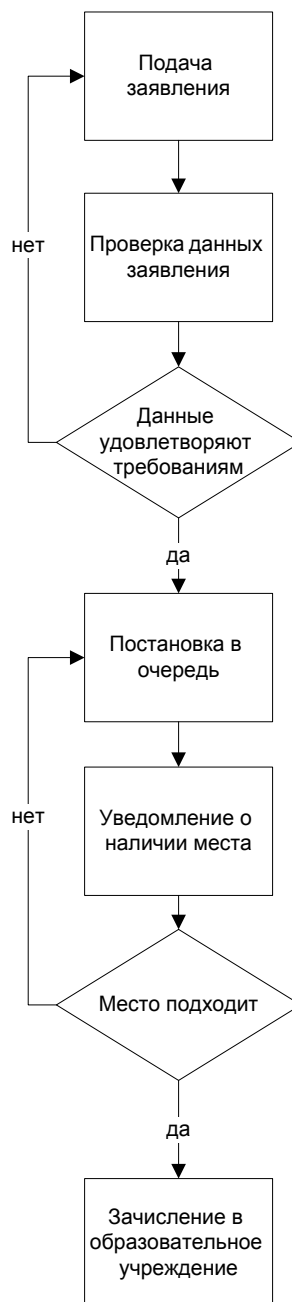 Подача
заявления
нет
Проверка данных
заявления
Данные
удовлетворяют
требованиям
да
Постановка в
очередь
нет
Уведомление о
наличии места
Место подходит
да
Зачисление в
образовательное
учреждение